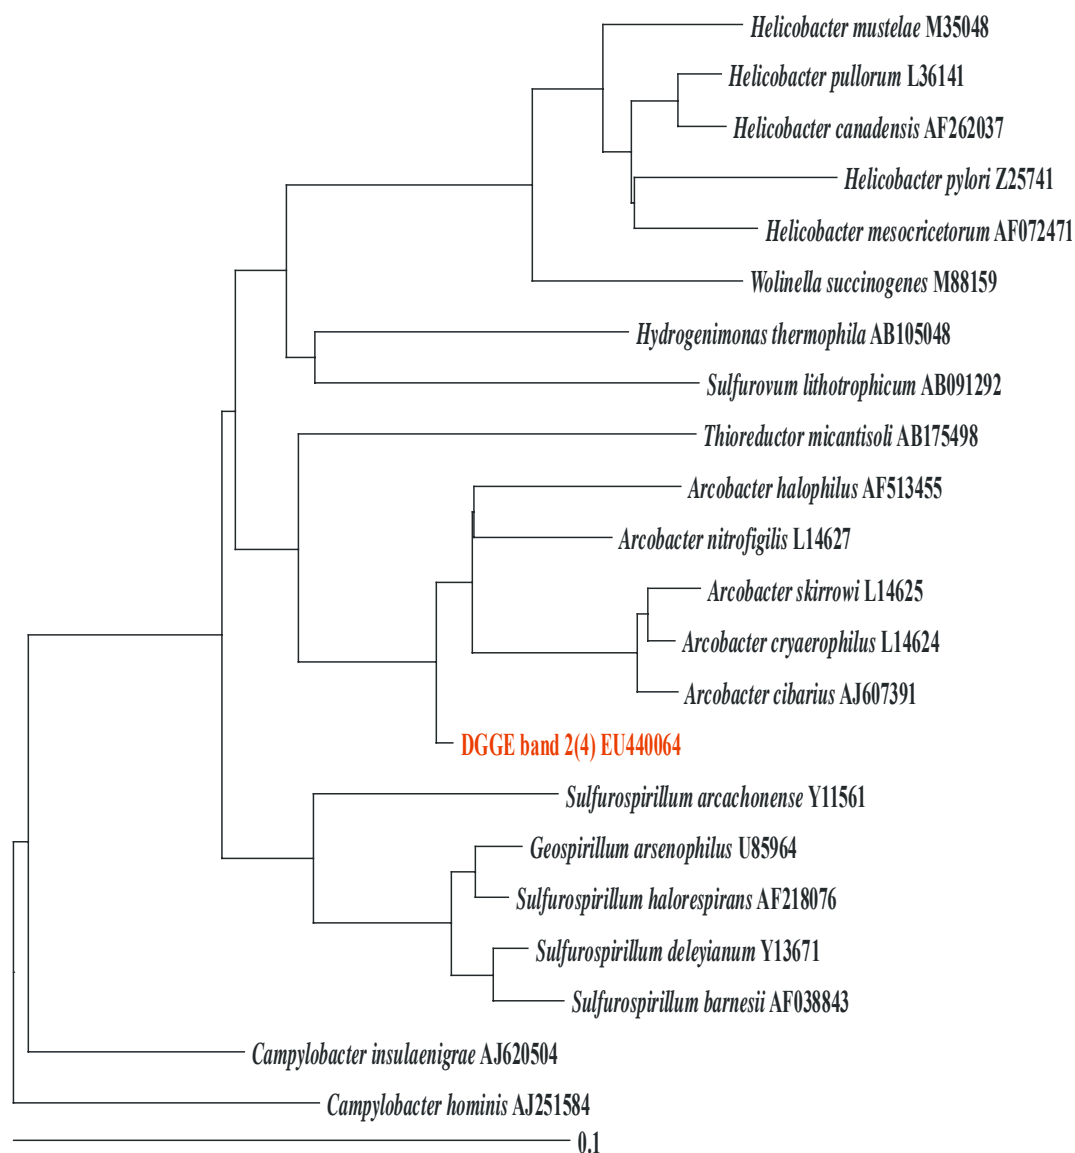 Helicobacter mustelae M35048
Helicobacter pullorum L36141
Helicobacter canadensis AF262037
Helicobacter pylori Z25741
Helicobacter mesocricetorum AF072471
Wolinella succinogenes M88159
Hydrogenimonas thermophila AB105048
Sulfurovum lithotrophicum AB091292
Thioreductor micantisoli AB175498
Arcobacter halophilus AF513455
Arcobacter nitrofigilis L14627
Arcobacter skirrowi L14625
Arcobacter cryaerophilus L14624
Arcobacter cibarius AJ607391
DGGE band 2(4) EU440064
Sulfurospirillum arcachonense Y11561
Geospirillum arsenophilus U85964
Sulfurospirillum halorespirans AF218076
Sulfurospirillum deleyianum Y13671
Sulfurospirillum barnesii AF038843
Campylobacter insulaenigrae AJ620504
Campylobacter hominis AJ251584
0.1